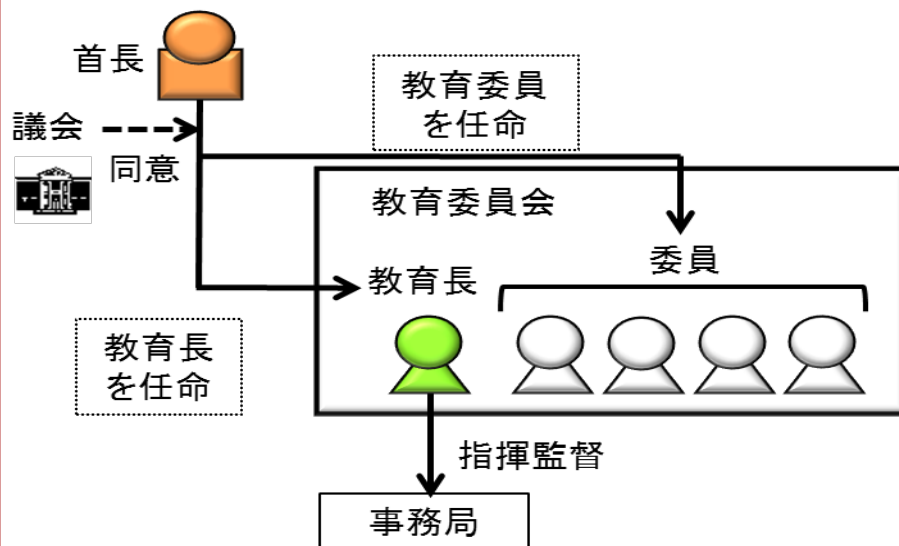 首長
教育委員
を任命
議会
同意
教育委員会
委員
教育長
教育長
を任命
指揮監督
事務局